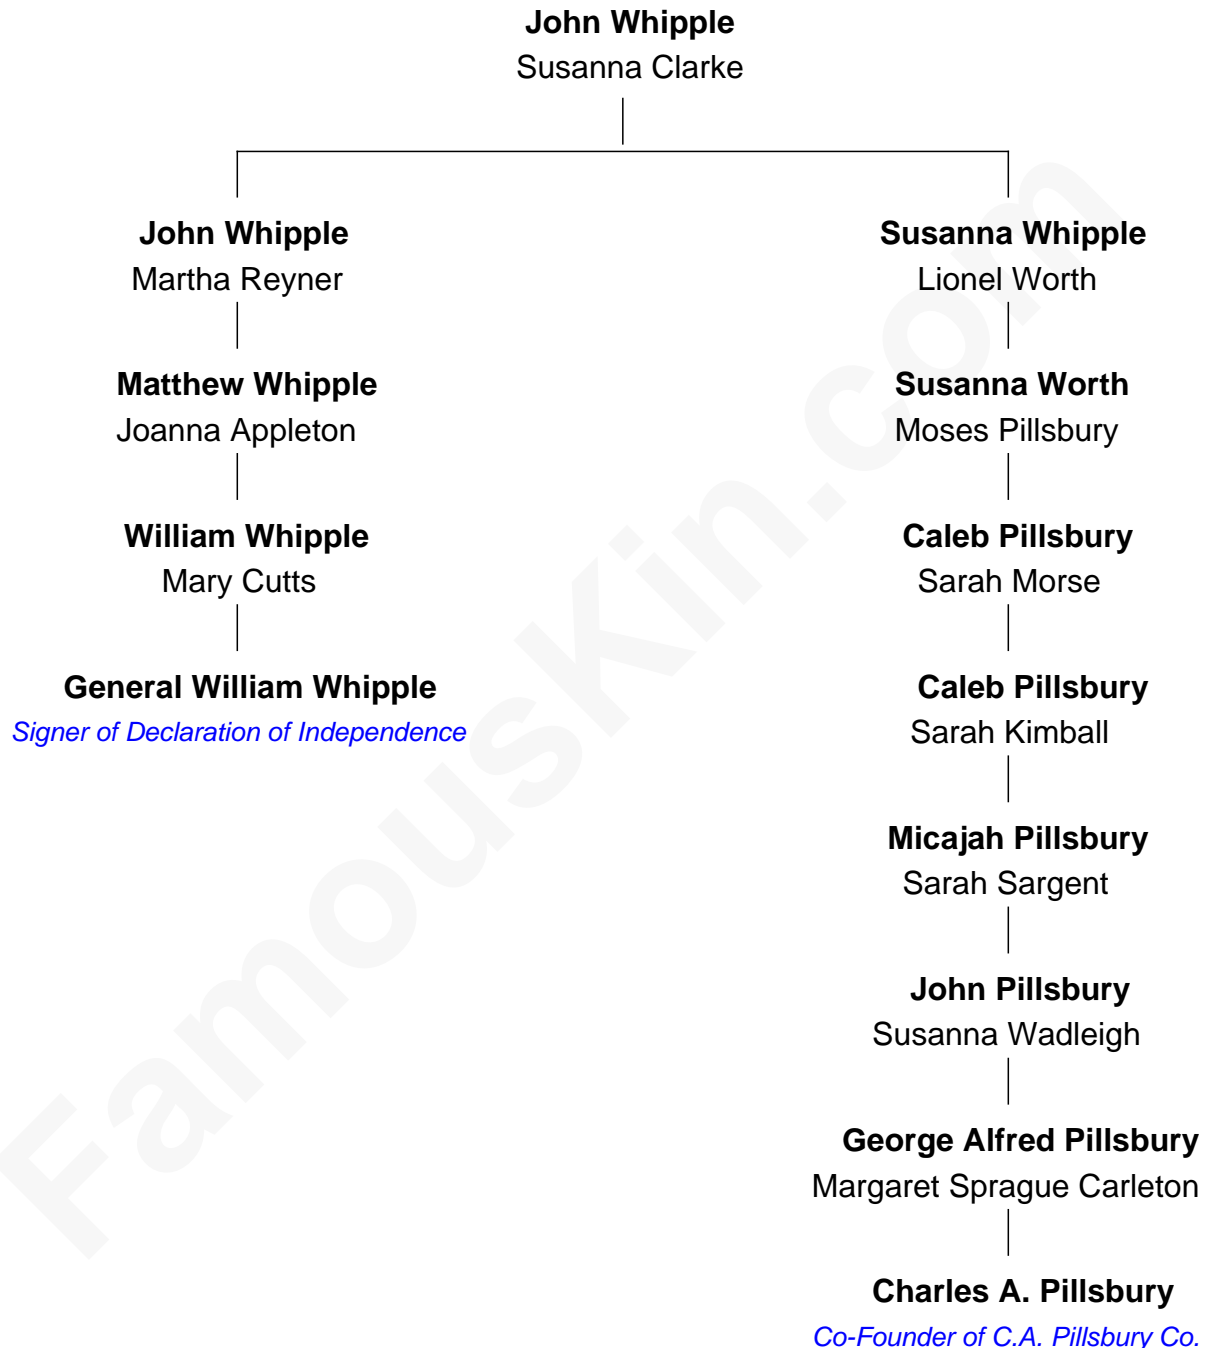 John Whipple
Susanna Clarke
John Whipple
Martha Reyner
Susanna Whipple
Lionel Worth
Matthew Whipple
Joanna Appleton
Susanna Worth
Moses Pillsbury
William Whipple
Mary Cutts
Caleb Pillsbury
Sarah Morse
General William Whipple
Signer of Declaration of Independence
Caleb Pillsbury
Sarah Kimball
Micajah Pillsbury
Sarah Sargent
John Pillsbury
Susanna Wadleigh
George Alfred Pillsbury
Margaret Sprague Carleton
Charles A. Pillsbury
Co-Founder of C.A. Pillsbury Co.
FamousKin.com